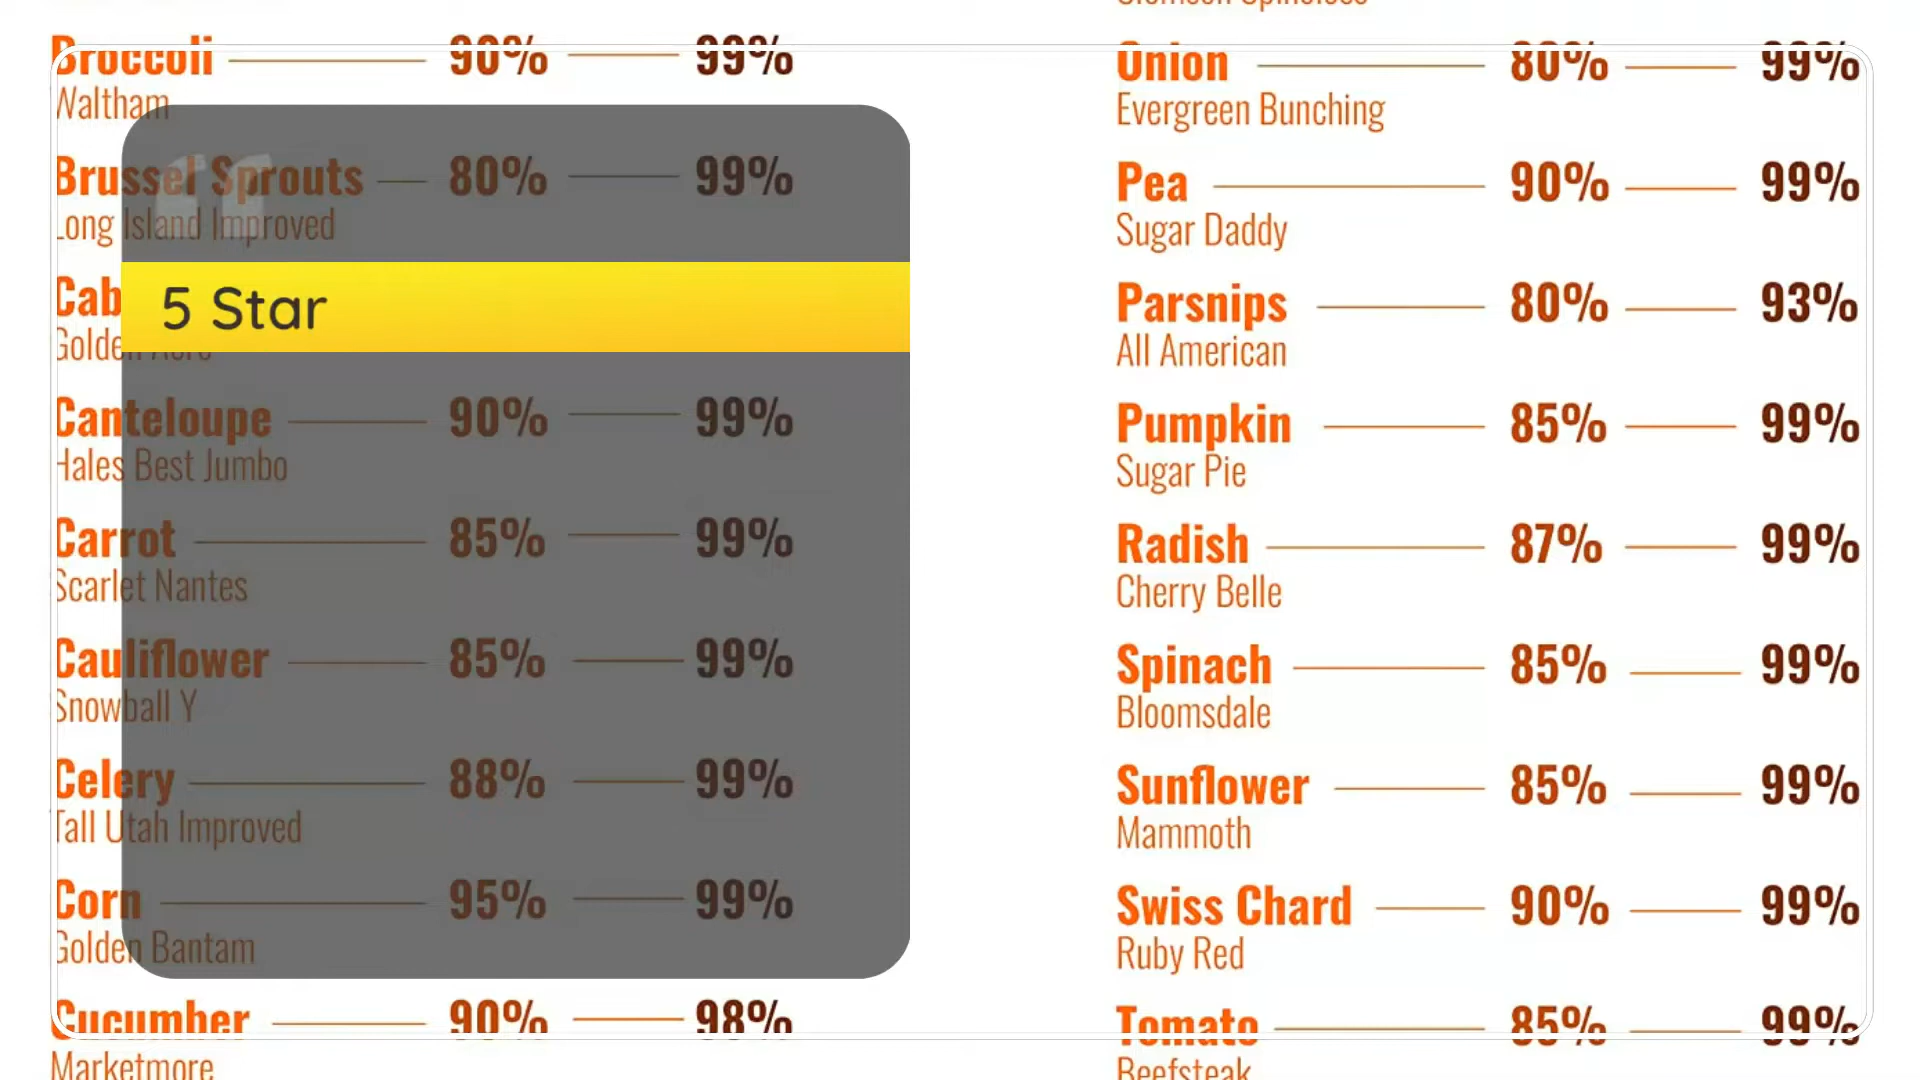 Broccoli 90% 99%
Waltham
Brussel Sprouts 80% 99%
Long Island Improved
5 Star
Canteloupe 90% 99%
Hales Best Jumbo
Carrot 85% 99%
Scarlet Nantes
Cauliflower 85% 99%
Snowball Y
Celery 88% 99%
Tall Utah Improved
Corn 95% 99%
Golden Bantam
Cucumber 90% 98%
Marketmore
Onion 80% 99%
Evergreen Bunching
Pea 90% 99%
Sugar Daddy
Parsnips 80% 93%
All American
Pumpkin 85% 99%
Sugar Pie
Radish 87% 99%
Cherry Belle
Spinach 85% 99%
Bloomsdale
Sunflower 85% 99%
Mammoth
Swiss Chard 90% 99%
Ruby Red
Tomato 85% 99%
Beefsteak